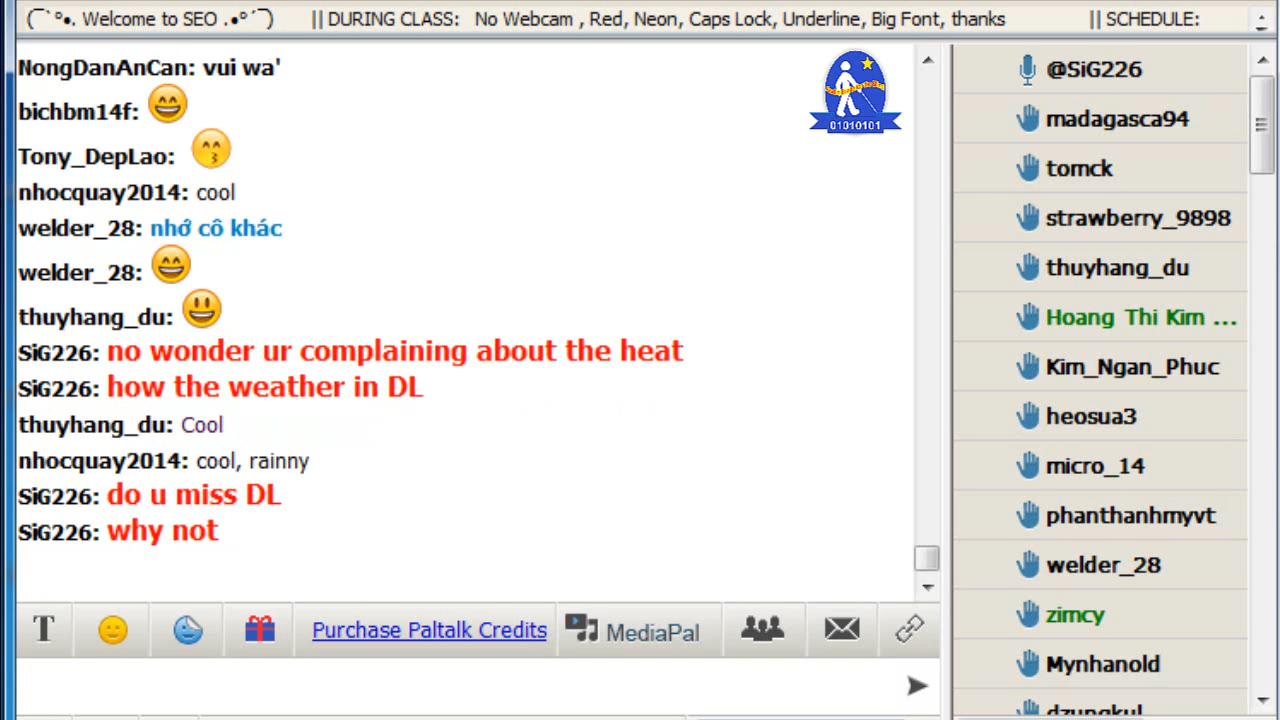 (¯`°•. Welcome to SEO .•°´¯) || DURING CLASS: No Webcam , Red, Neon, Caps Lock, Underline, Big Font, thanks || SCHEDULE:
NongDanAnCan: vui wa'
bichbm14f:
Tony_DepLao:
nhocquay2014: cool
welder_28: nhớ cô khác
welder_28:
thuyhang_du:
SiG226: no wonder ur complaining about the heat
SiG226: how the weather in DL
thuyhang_du: Cool
nhocquay2014: cool, rainny
SiG226: do u miss DL
SiG226: why not
01010101
T
Purchase Paltalk Credits
MediaPal
@SiG226
madagasca94
tomck
strawberry_9898
thuyhang_du
Hoang Thi Kim ...
Kim_Ngan_Phuc
heosua3
micro_14
phanthanhmyvt
welder_28
zimcy
Mynhanold
dzungkul